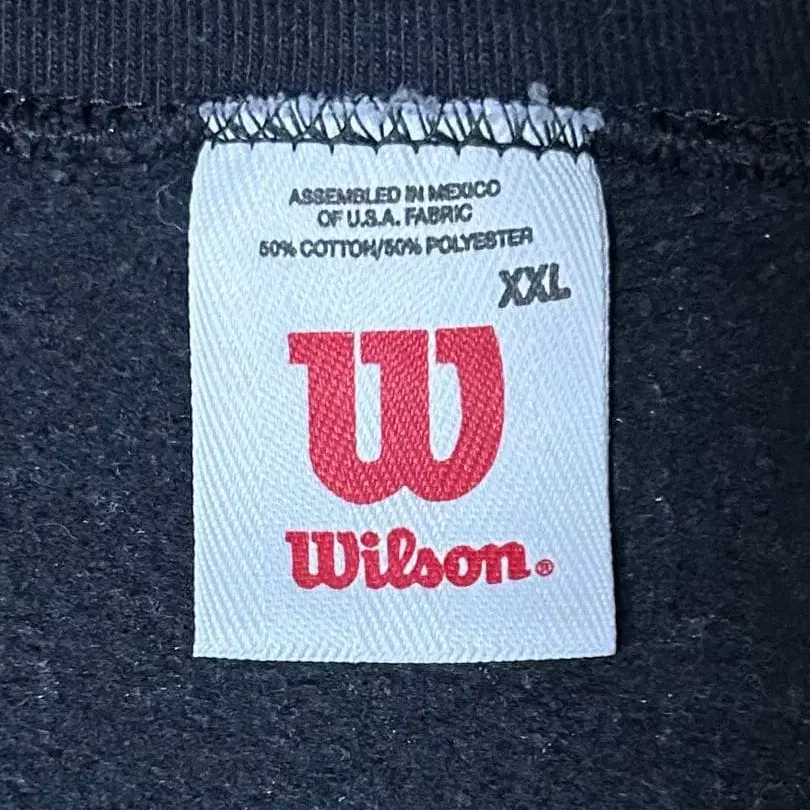 ASSEMBLED IN MEXICO
OF U.S.A. FABRIC
50% COTTON/50% POLYESTER
XXL
W
Wilson®